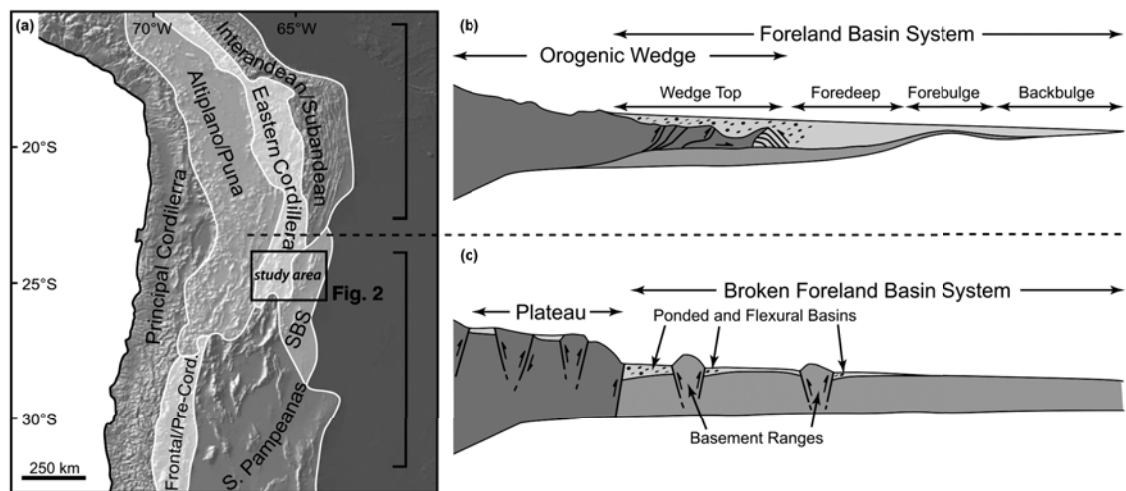 (a)
70°W
65°W
20°S
25°S
30°S
Interandean/Subandean
Altiplano/Puna
Eastern Cordillera
Principal Cordilerra
study area
Fig. 2
SBS
Frontal/Pre-Cord.
S. Pampeanas
250 km
(b)
Foreland Basin System
Orogenic Wedge
Wedge Top
Foredeep
Forebulge
Backbulge
(c)
Broken Foreland Basin System
Plateau
Ponded and Flexural Basins
Basement Ranges